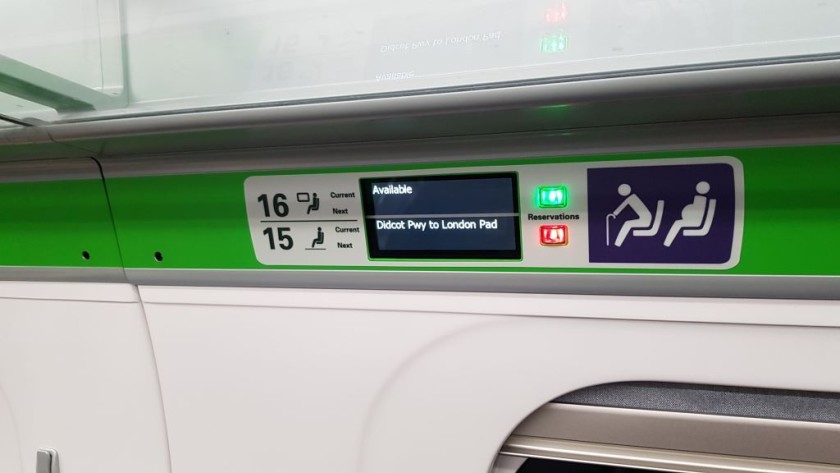 16 Current
Next
15 Current
Next
Available
Didcot Pwy to London Pad
Reservations